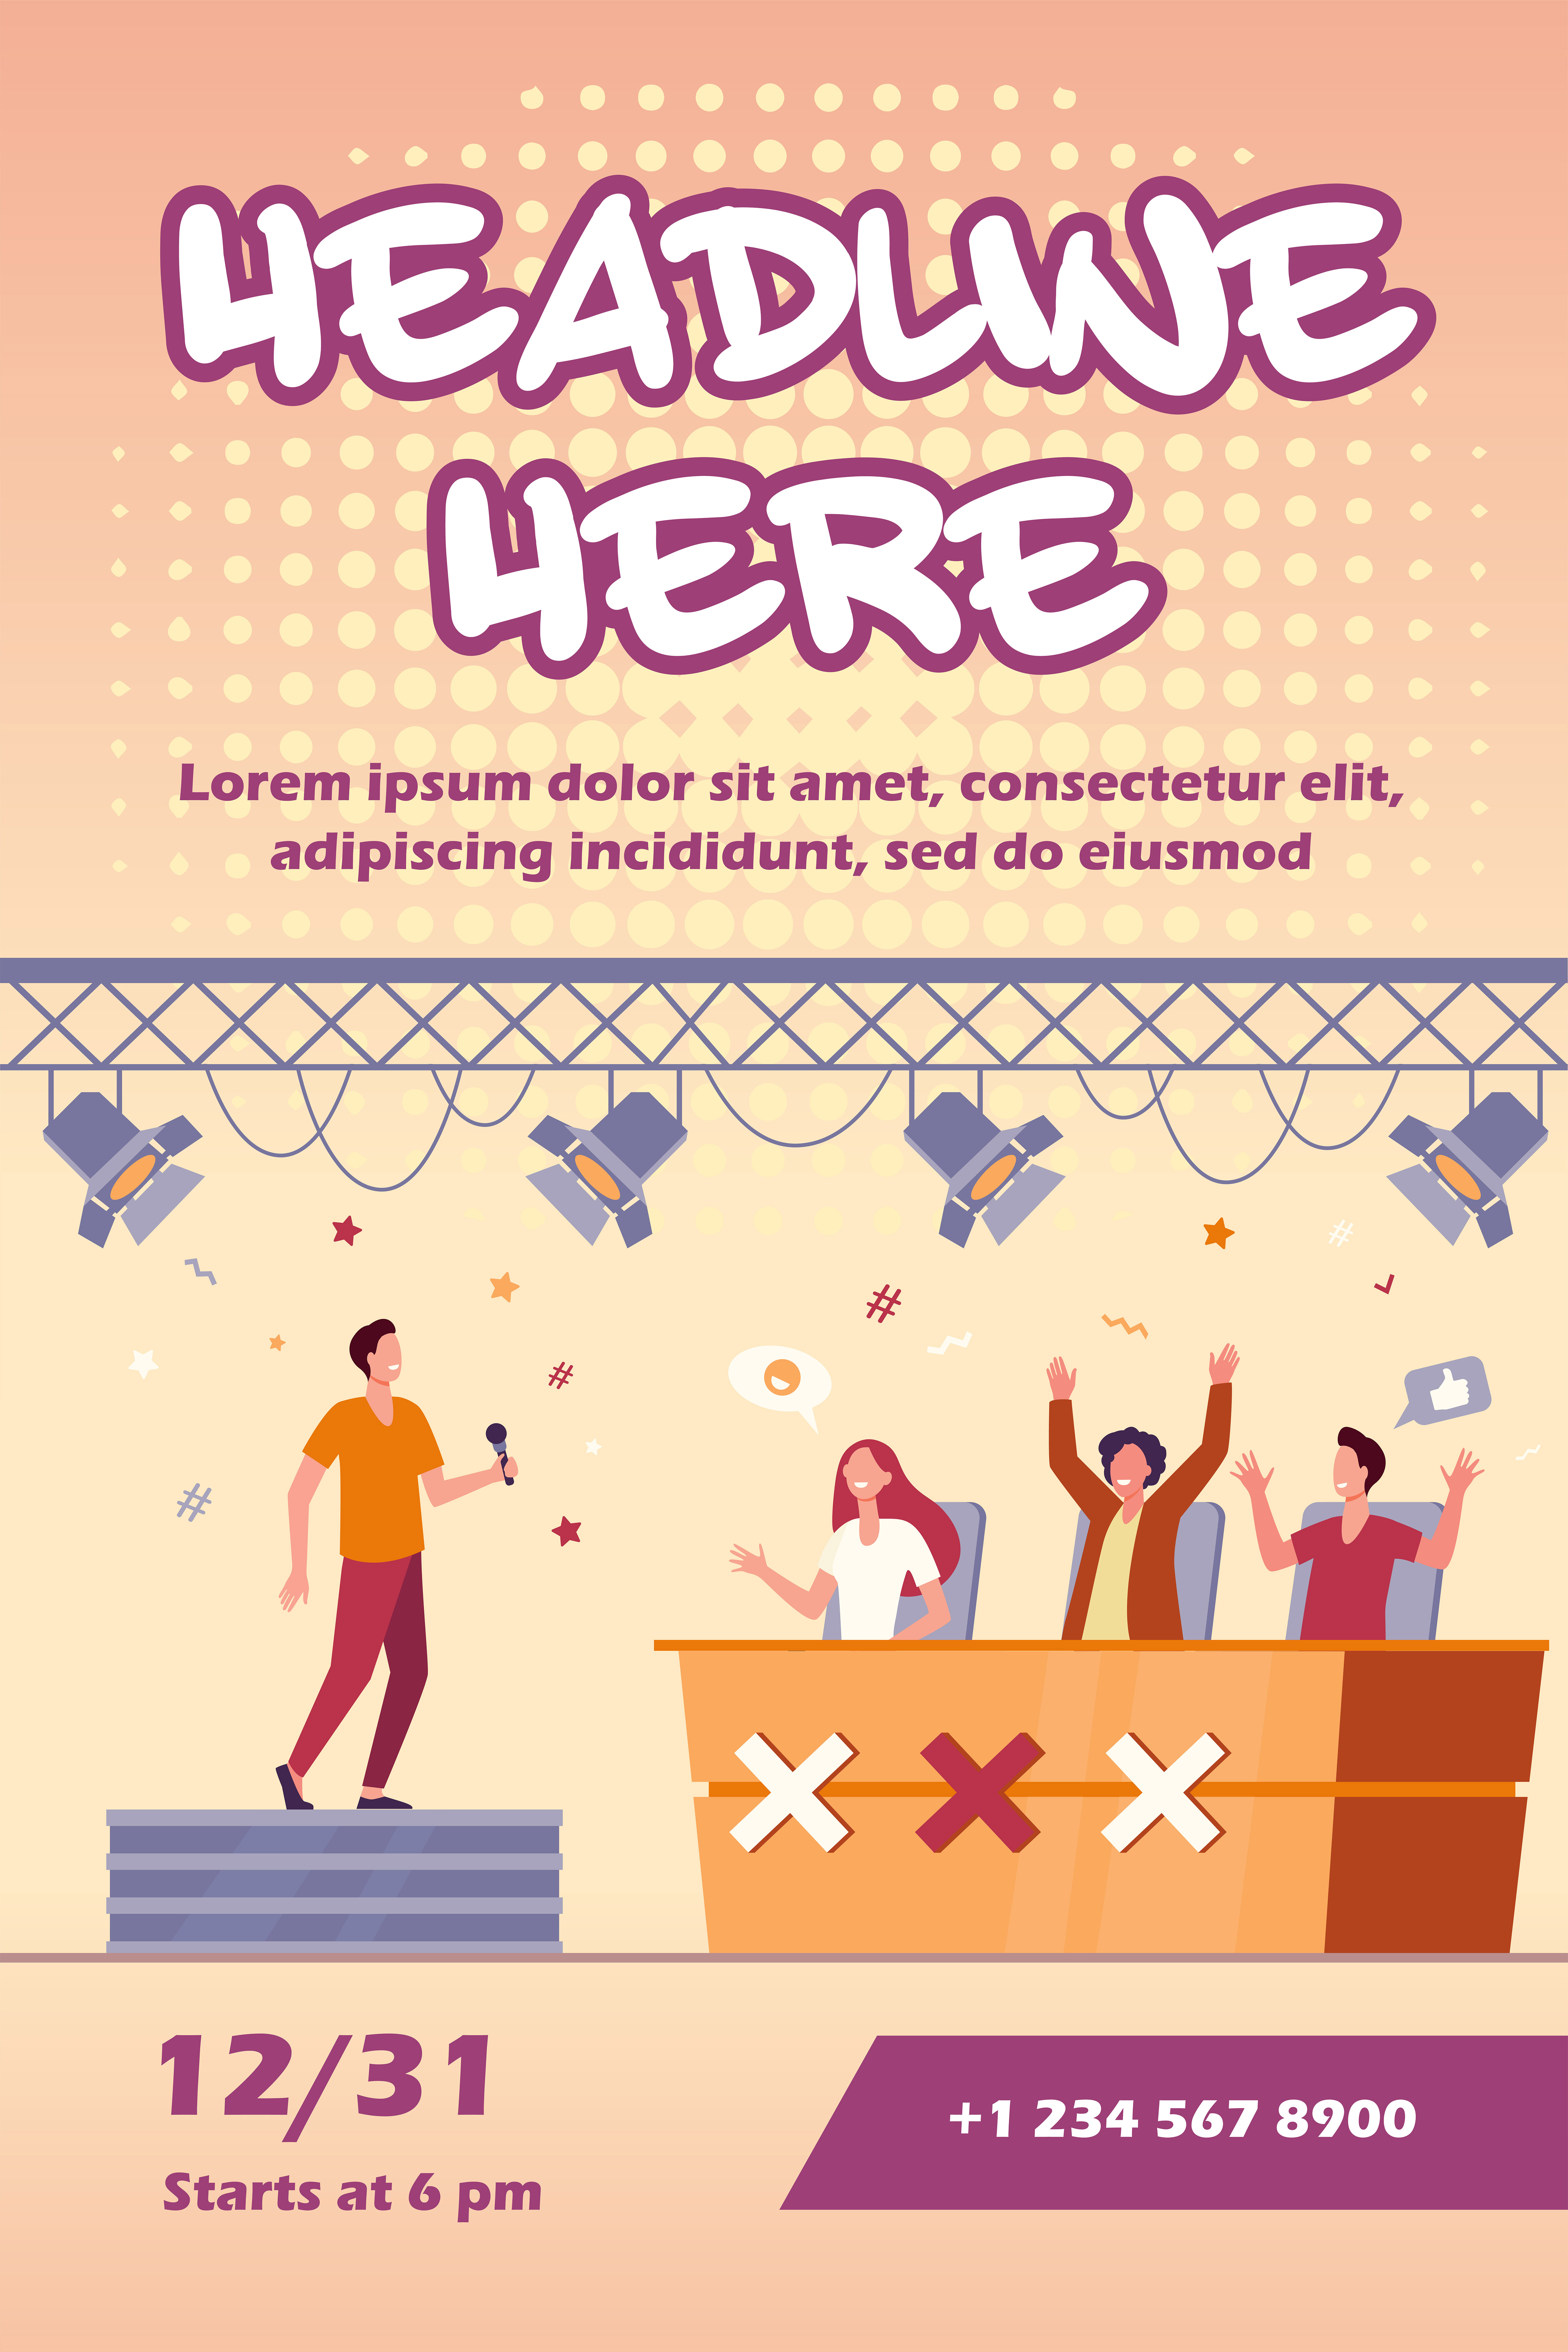 HEADLINE
HERE
Lorem ipsum dolor sit amet, consectetur elit,
adipiscing incididunt, sed do eiusmod
12/31
Starts at 6 pm
+1 234 567 8900